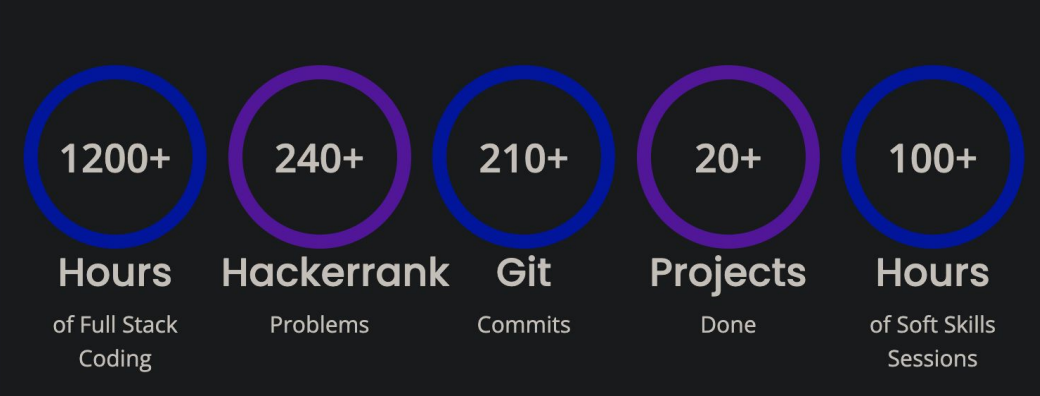 1200+
Hours
of Full Stack
Coding
240+
Hackerrank
Problems
210+
Git
Commits
20+
Projects
Done
100+
Hours
of Soft Skills
Sessions